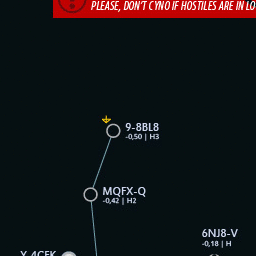 PLEASE, DON'T CYNO IF HOSTILES ARE IN LO
9-8BL8
-0,50 | H3
MQFX-Q
-0,42 | H2
6NJ8-V
-0,18 | H